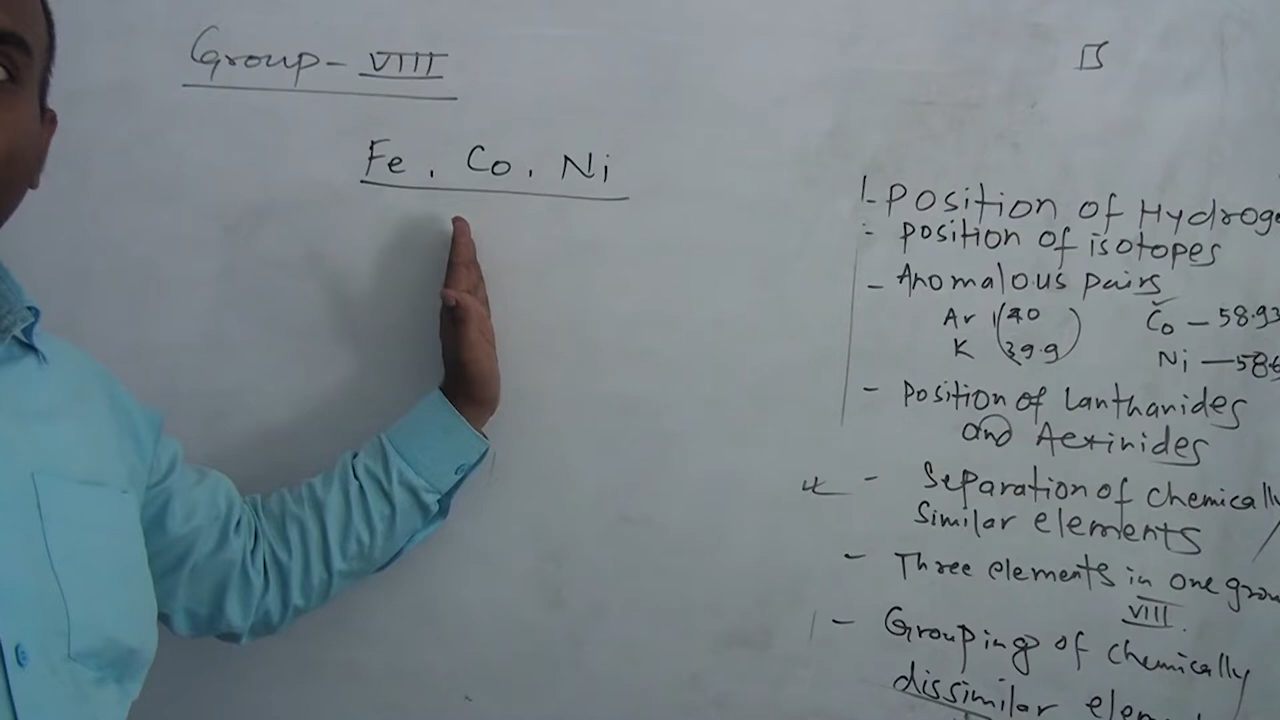 Group - VIII
Fe, Co, Ni
1- Position of Hydroge
- Position of isotopes
- Anomalous pairs
Ar (40) Co - 58.93
K (39.9) Ni - 58.6
- Position of Lanthanides
and Actinides
- Separation of chemically
similar elements
- Three elements in one grou
VIII.
- Grouping of chemically
dissimilar elem